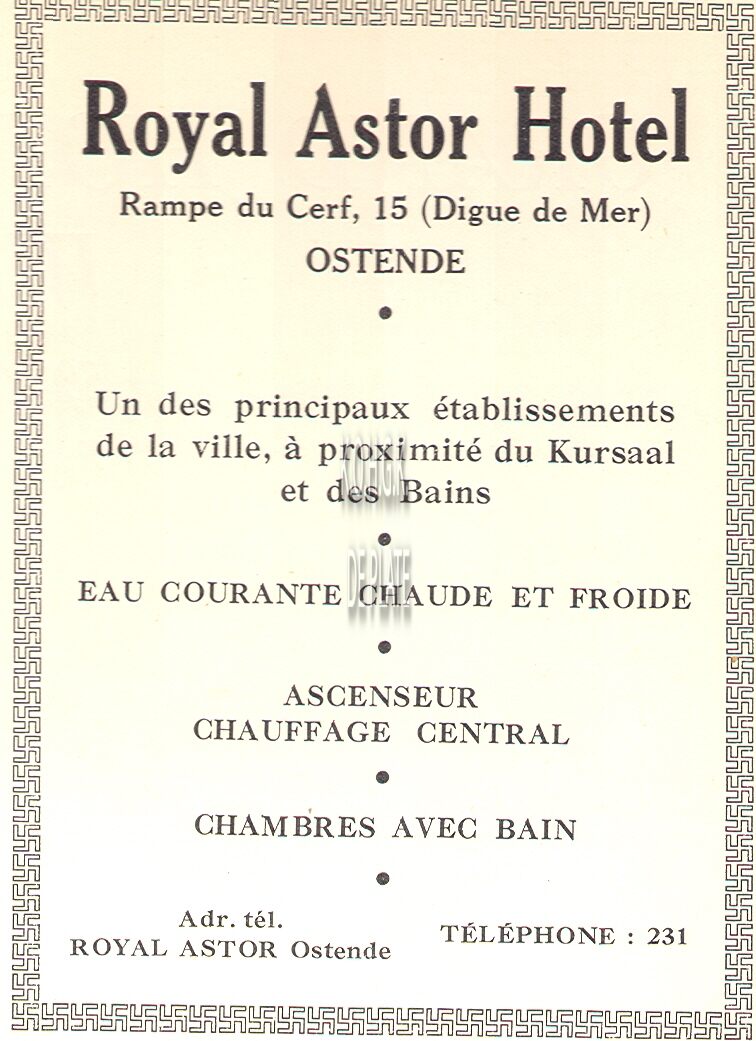 Royal Astor Hotel
Rampe du Cerf, 15 (Digue de Mer)
OSTENDE
Un des principaux établissements
de la ville, à proximité du Kursaal
et des Bains
EAU COURANTE CHAUDE ET FROIDE
ASCENSEUR
CHAUFFAGE CENTRAL
CHAMBRES AVEC BAIN
Adr. tél.
ROYAL ASTOR Ostende
TÉLÉPHONE : 231
DE PLATE